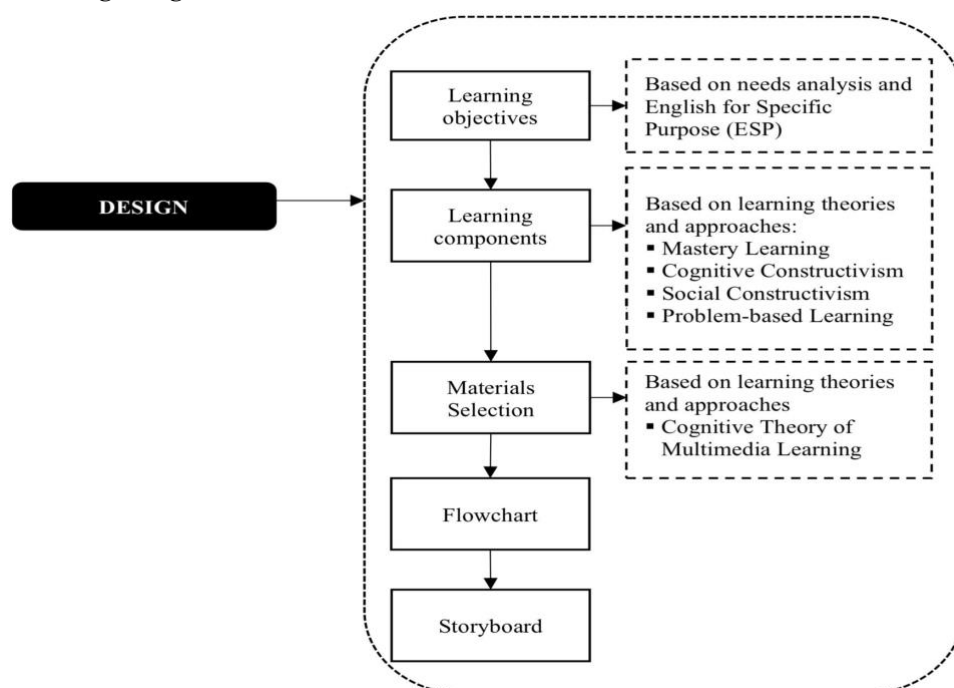 DESIGN
Learning
objectives
Based on needs analysis and
English for Specific
Purpose (ESP)
Learning
components
Based on learning theories
and approaches:
▪ Mastery Learning
▪ Cognitive Constructivism
▪ Social Constructivism
▪ Problem-based Learning
Materials
Selection
Based on learning theories
and approaches
▪ Cognitive Theory of
Multimedia Learning
Flowchart
Storyboard